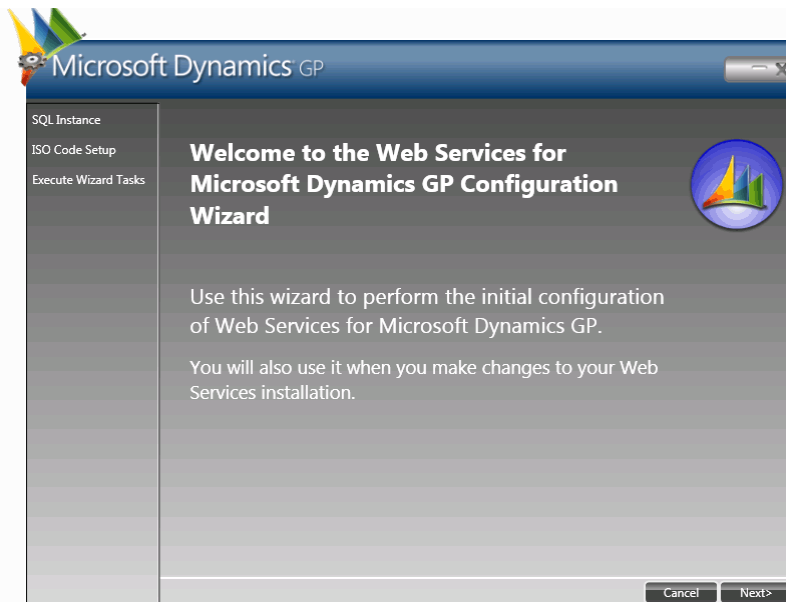 Microsoft Dynamics GP
SQL Instance
ISO Code Setup
Execute Wizard Tasks
Welcome to the Web Services for
Microsoft Dynamics GP Configuration
Wizard
Use this wizard to perform the initial configuration
of Web Services for Microsoft Dynamics GP.
You will also use it when you make changes to your Web
Services installation.
Cancel Next>